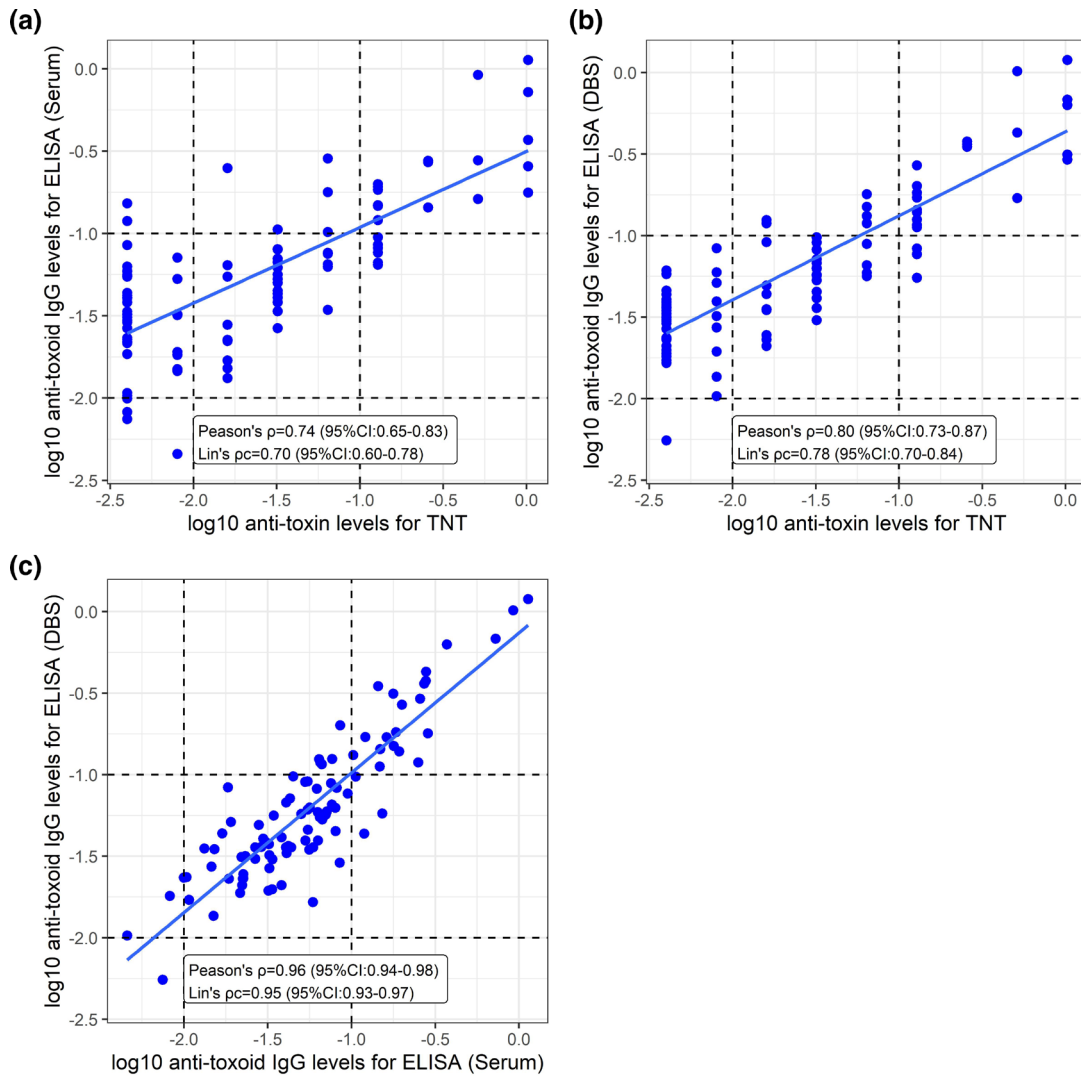 (a)
log10 anti-toxoid IgG levels for ELISA (Serum)
0.0
-0.5
-1.0
-1.5
-2.0
-2.5
Peason's ρ=0.74 (95%CI:0.65-0.83)
Lin's ρc=0.70 (95%CI:0.60-0.78)
-2.5 -2.0 -1.5 -1.0 -0.5 0.0
log10 anti-toxin levels for TNT
(b)
log10 anti-toxoid IgG levels for ELISA (DBS)
0.0
-0.5
-1.0
-1.5
-2.0
-2.5
Peason's ρ=0.80 (95%CI:0.73-0.87)
Lin's ρc=0.78 (95%CI:0.70-0.84)
-2.5 -2.0 -1.5 -1.0 -0.5 0.0
log10 anti-toxin levels for TNT
(c)
log10 anti-toxoid IgG levels for ELISA (DBS)
0.0
-0.5
-1.0
-1.5
-2.0
-2.5
Peason's ρ=0.96 (95%CI:0.94-0.98)
Lin's ρc=0.95 (95%CI:0.93-0.97)
-2.0 -1.5 -1.0 -0.5 0.0
log10 anti-toxoid IgG levels for ELISA (Serum)